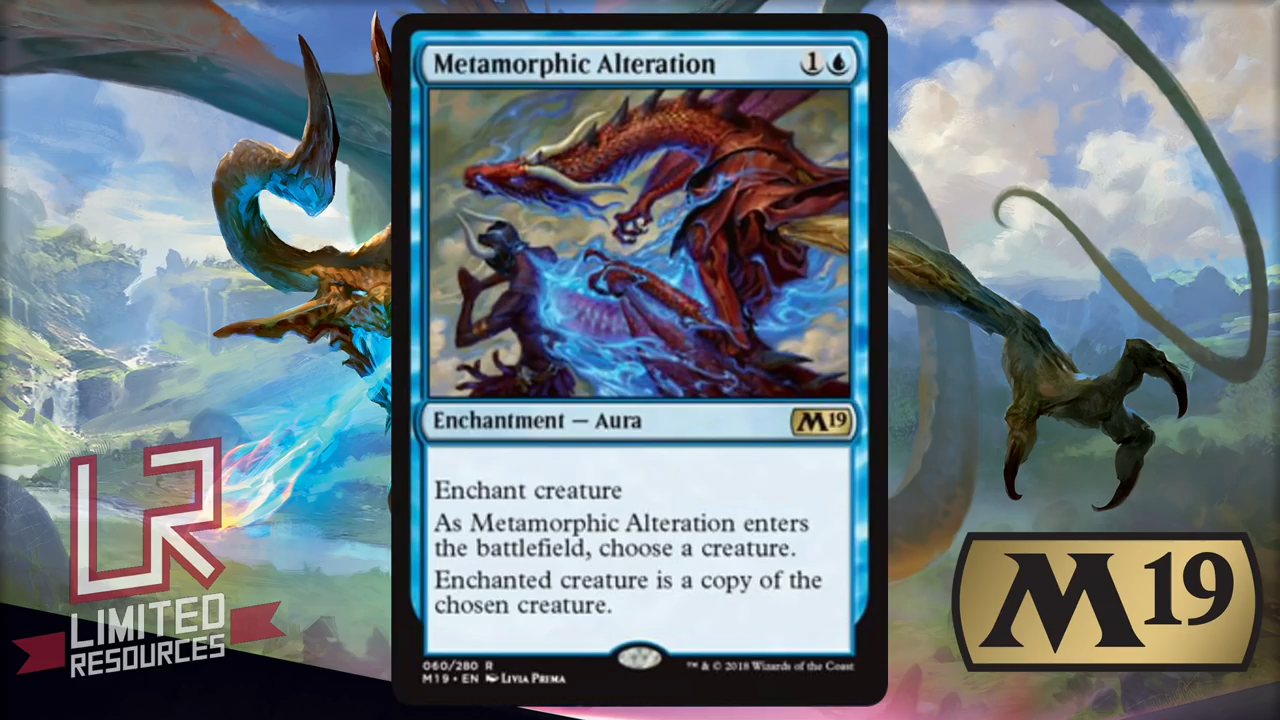 Metamorphic Alteration 1
Enchantment — Aura
M19
Enchant creature
As Metamorphic Alteration enters
the battlefield, choose a creature.
Enchanted creature is a copy of the
chosen creature.
060/280 R
M19 • EN LIVIA PRIMA
™ & © 2018 Wizards of the Coast
LR
LIMITED
RESOURCES
M19